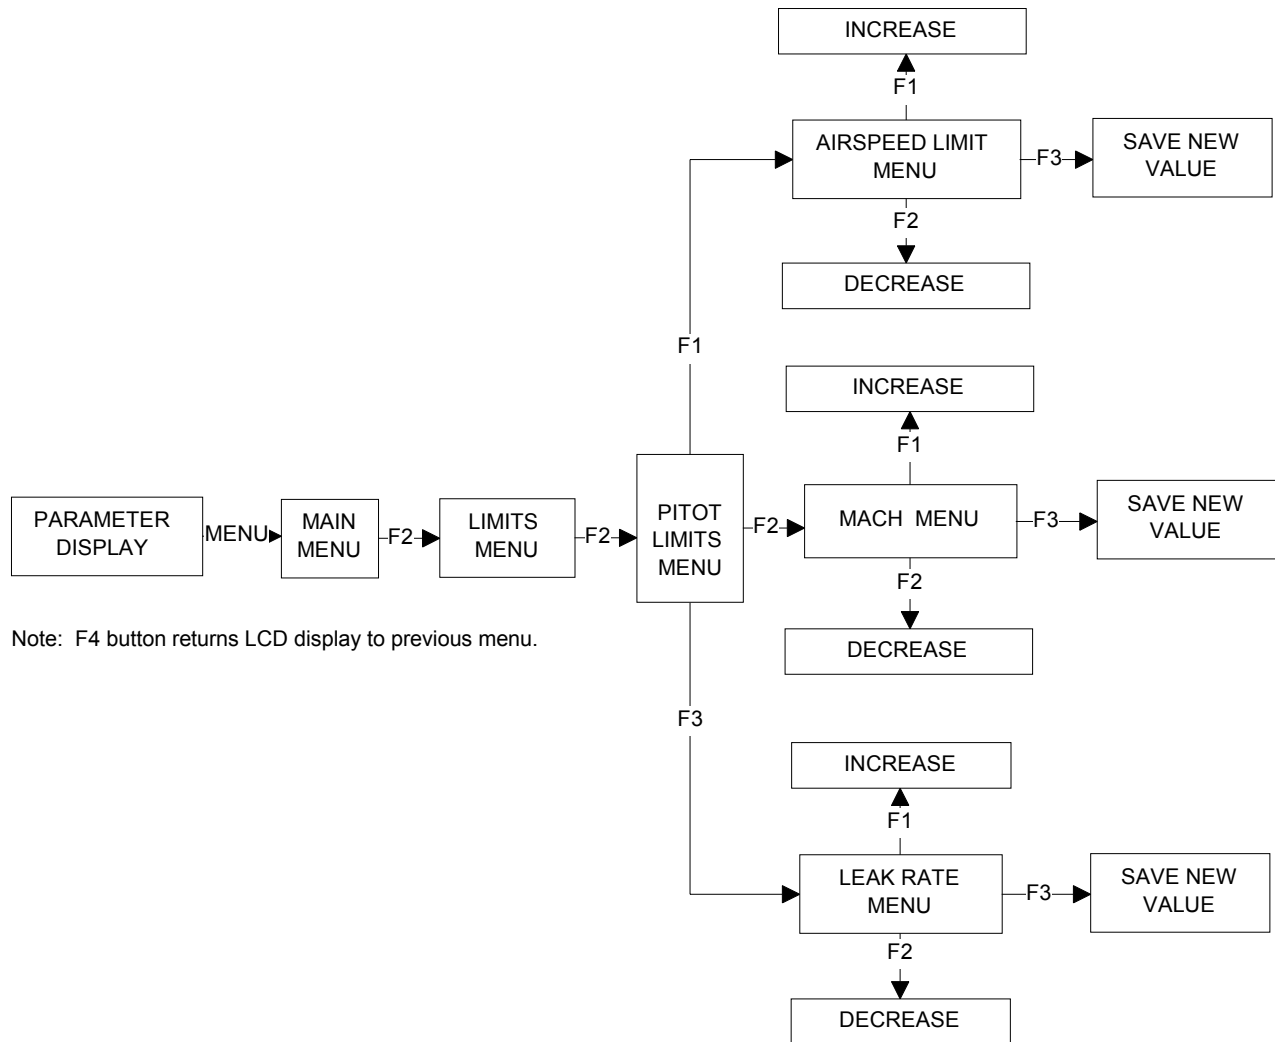 INCREASE
F1
AIRSPEED LIMIT
MENU
F3
SAVE NEW
VALUE
F2
DECREASE
F1
INCREASE
F1
PARAMETER
DISPLAY
MENU
MAIN
MENU
F2
LIMITS
MENU
F2
PITOT
LIMITS
MENU
F2
MACH MENU
F3
SAVE NEW
VALUE
F2
DECREASE
Note: F4 button returns LCD display to previous menu.
F3
INCREASE
F1
LEAK RATE
MENU
F3
SAVE NEW
VALUE
F2
DECREASE